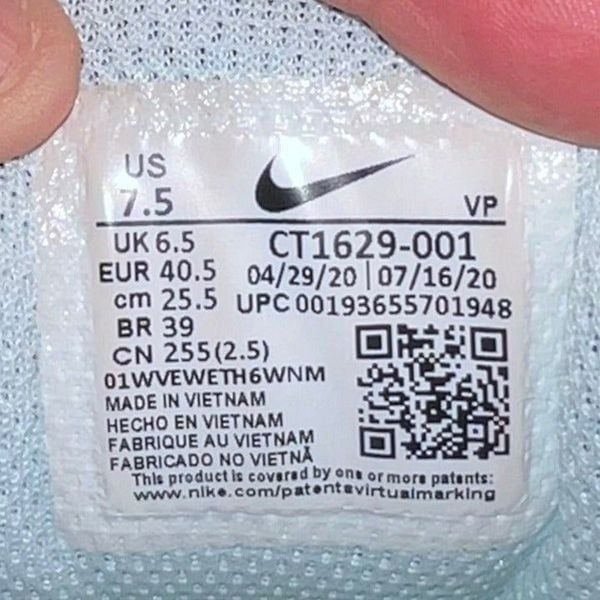 US
7.5
VP
UK 6.5
CT1629-001
EUR 40.5
04/29/20 | 07/16/20
cm 25.5
UPC 00193655701948
BR 39
CN 255(2.5)
01WVEWETH6WNM
MADE IN VIETNAM
HECHO EN VIETNAM
FABRIQUE AU VIETNAM
FABRICADO NO VIETNÃ
This product is covered by one or more patents:
www.nike.com/patentsvirtualmarking